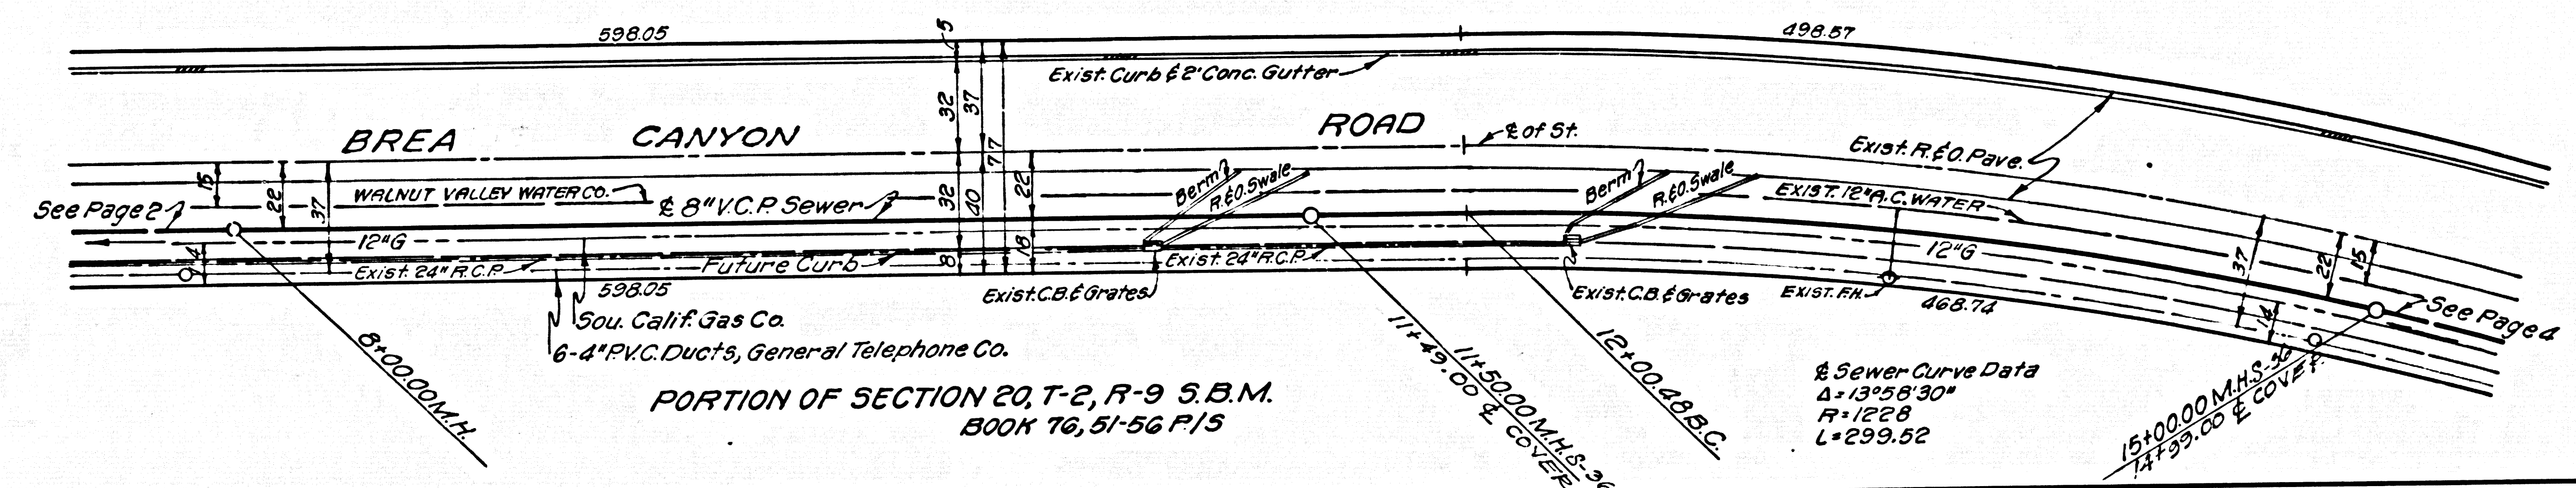 598.05
498.57
5
Exist. Curb & 2' Conc. Gutter
32
37
77
BREA CANYON ROAD
℄ of St.
Exist. R.&O. Pave.
15
22
37
WALNUT VALLEY WATER CO.
℄ 8" V.C.P. Sewer
32
40
22
Berm
R.&O. Swale
Berm
R.&O. Swale
EXIST. 12" A.C. WATER
See Page 2
12"G
14
Exist. 24" R.C.P.
Future Curb
8
18
Exist. 24" R.C.P.
12"G
37
22
15
14
598.05
Exist. C.B. & Grates
Exist. C.B. & Grates
EXIST. F.H.
468.74
See Page 4
Sou. Calif. Gas Co.
6-4" P.V.C. Ducts, General Telephone Co.
8+00.00 M.H.
11+50.00 M.H. S-36
11+49.00 ℄ COVER
12+00.48 B.C.
15+00.00 M.H. S-36
14+99.00 ℄ COVER
PORTION OF SECTION 20, T-2, R-9 S.B.M.
BOOK 76, 51-56 P/S
℄ Sewer Curve Data
Δ=13°58'30"
R=1228
L=299.52